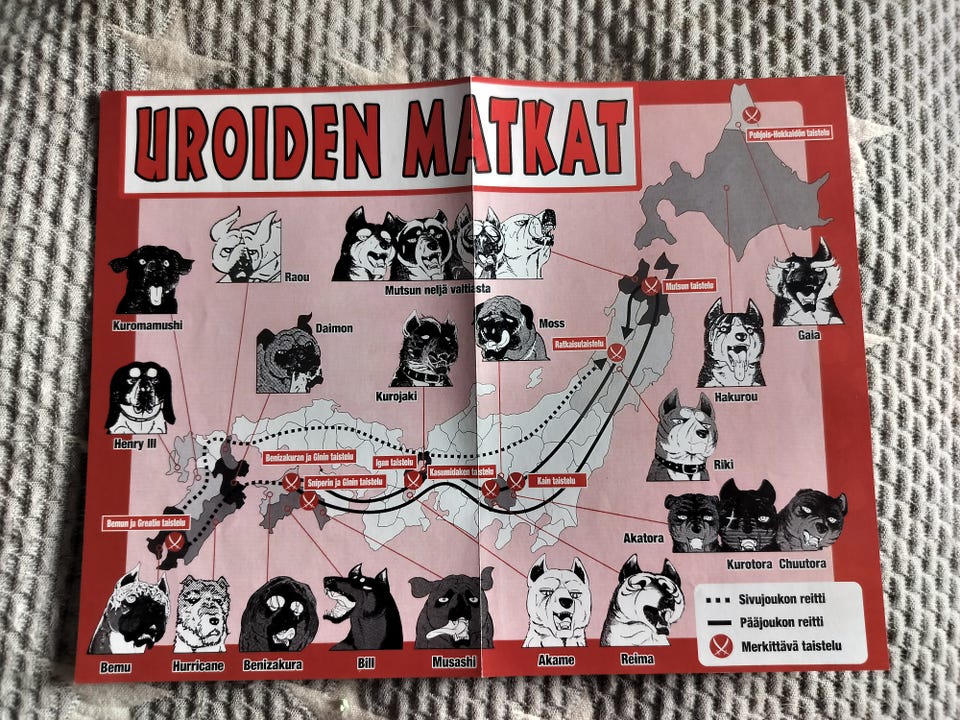 UROIDEN MATKAT
Pohjois-Hokkaidon taistelu
Raou
Mutsun neljä valtiasta
Mutsun taistelu
Kuromamushi
Daimon
Moss
Gaia
Ratkaisutaistelu
Kurojaki
Hakurou
Henry III
Benizakuran ja Ginin taistelu
Igan taistelu
Kasumidaken taistelu
Riki
Sniperin ja Ginin taistelu
Kain taistelu
Bemun ja Greatin taistelu
Akatora
Kurotora Chuutora
Sivujoukon reitti
Pääjoukon reitti
Merkittävä taistelu
Bemu
Hurricane
Benizakura
Bill
Musashi
Akame
Reima